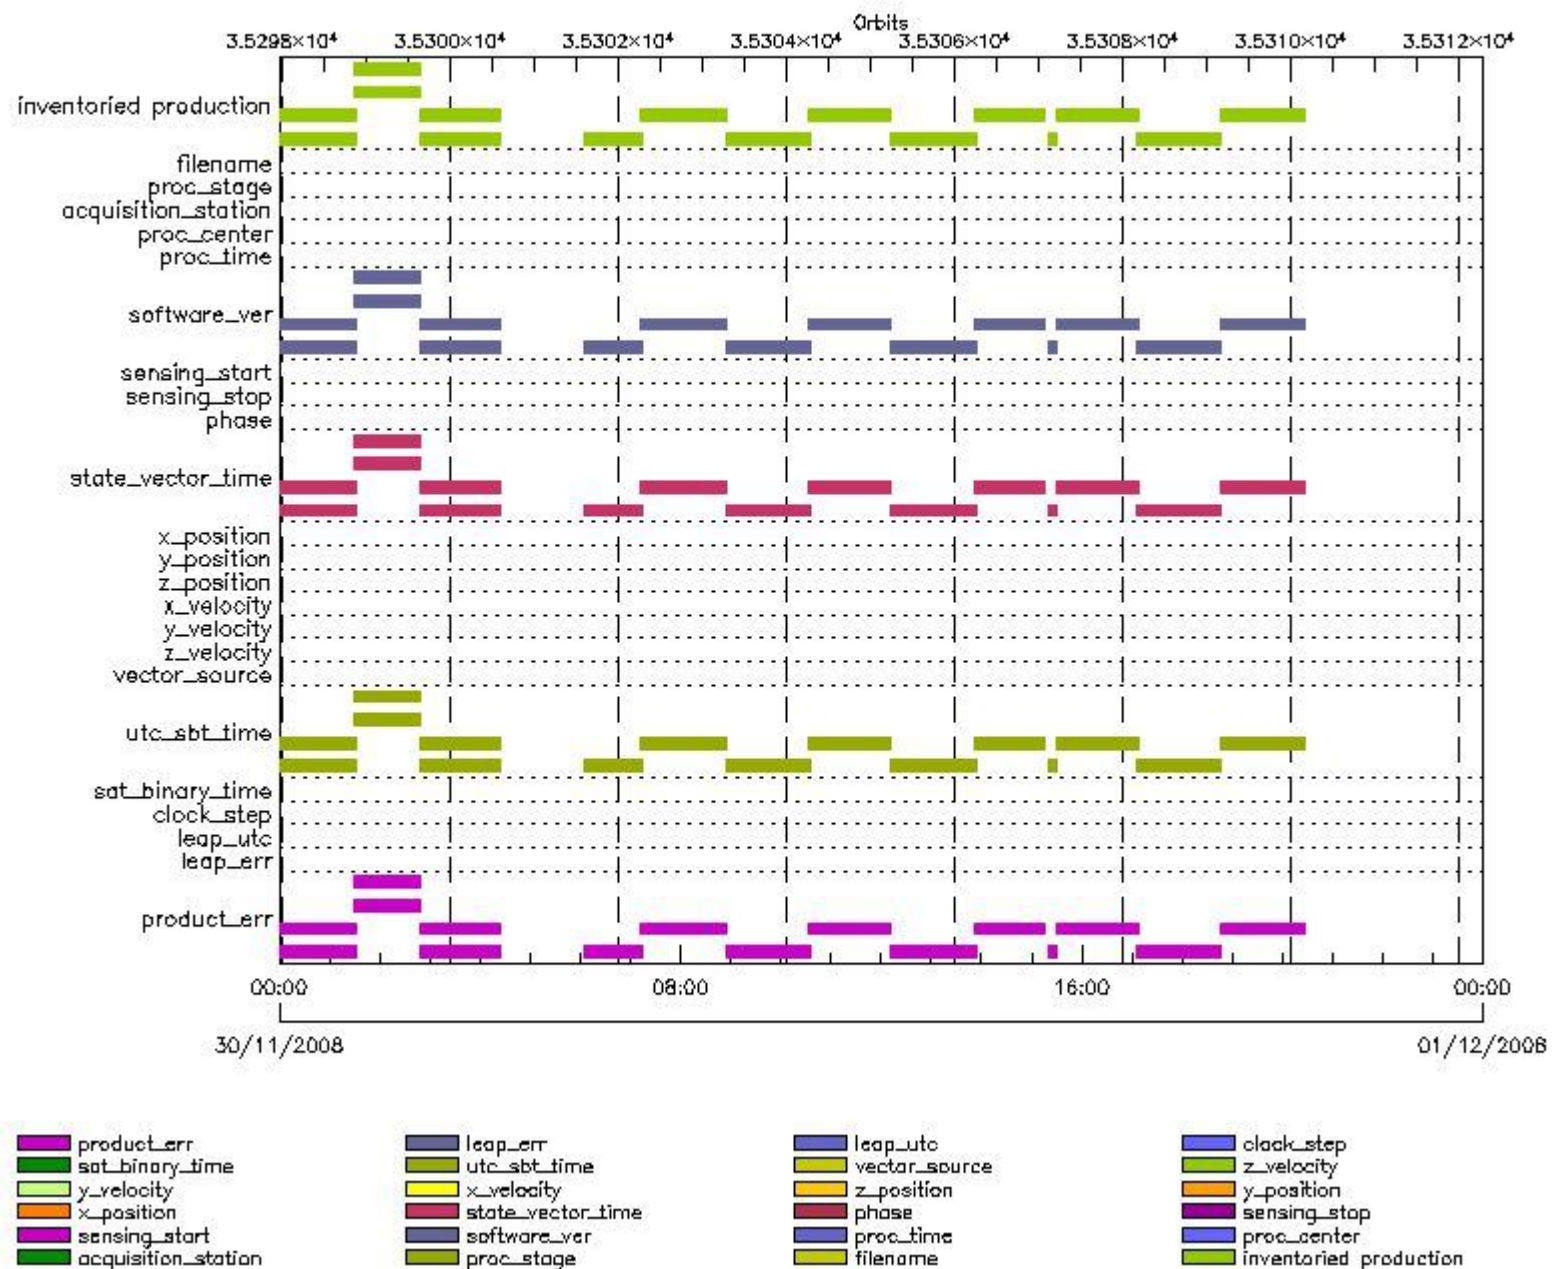 Orbits
3.5298×10⁴ 3.5300×10⁴ 3.5302×10⁴ 3.5304×10⁴ 3.5306×10⁴ 3.5308×10⁴ 3.5310×10⁴ 3.5312×10⁴
inventoried production
filename
proc_stage
acquisition_station
proc_center
proc_time
software_ver
sensing_start
sensing_stop
phase
state_vector_time
x_position
y_position
z_position
x_velocity
y_velocity
z_velocity
vector_source
utc_sbt_time
sat_binary_time
clock_step
leap_utc
leap_err
product_err
00:00 08:00 16:00 00:00
30/11/2008 01/12/2008
product_err leap_err leap_utc clock_step
sat_binary_time utc_sbt_time vector_source z_velocity
y_velocity x_velocity z_position y_position
x_position state_vector_time phase sensing_stop
sensing_start software_ver proc_time proc_center
acquisition_station proc_stage filename inventoried production